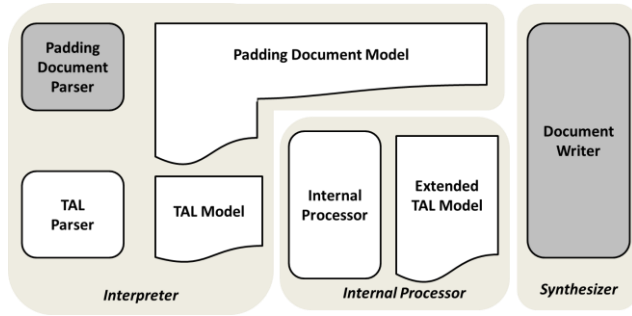 Padding
Document
Parser
Padding Document Model
Document
Writer
TAL
Parser
TAL Model
Internal
Processor
Extended
TAL Model
Interpreter
Internal Processor
Synthesizer